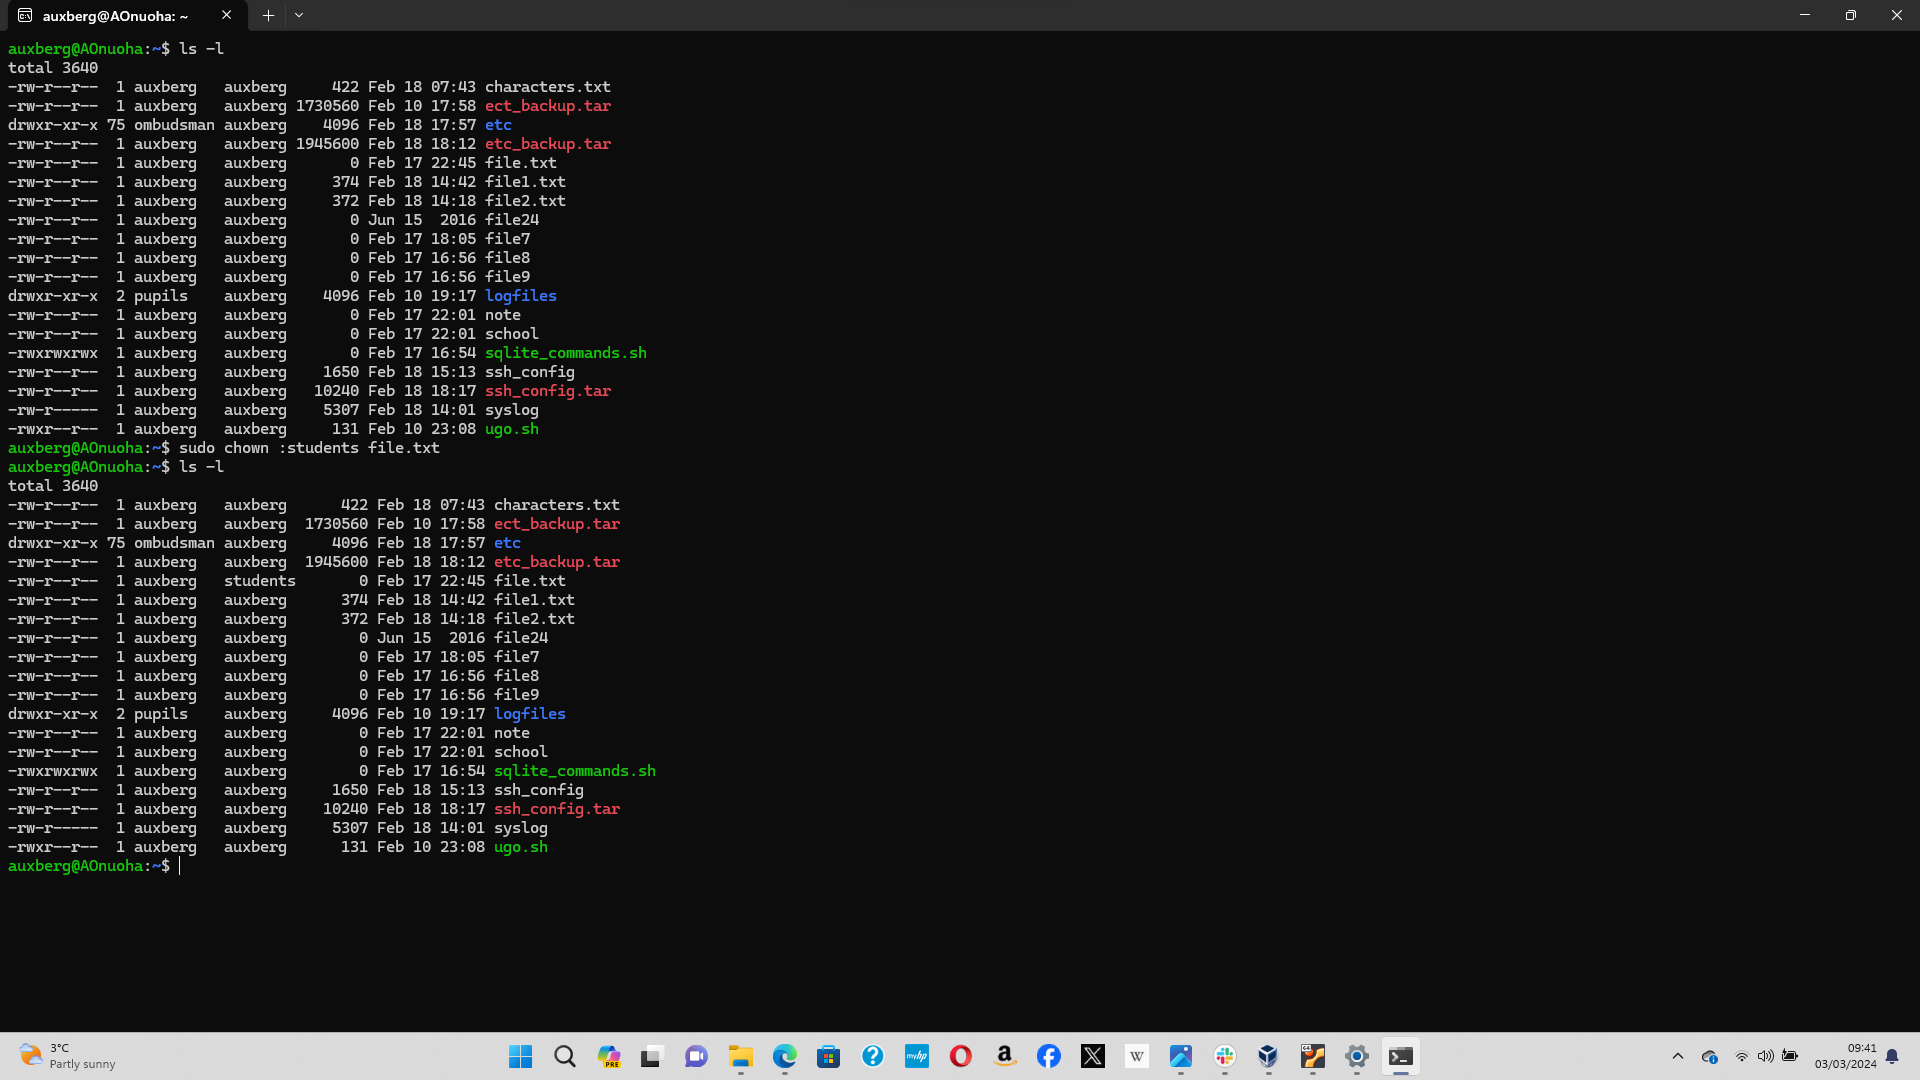 auxberg@AOnuoha: ~
auxberg@AOnuoha:~$ ls -l
total 3640
-rw-r--r--  1 auxberg   auxberg     422 Feb 18 07:43 characters.txt
-rw-r--r--  1 auxberg   auxberg 1730560 Feb 10 17:58 ect_backup.tar
drwxr-xr-x 75 ombudsman auxberg    4096 Feb 18 17:57 etc
-rw-r--r--  1 auxberg   auxberg 1945600 Feb 18 18:12 etc_backup.tar
-rw-r--r--  1 auxberg   auxberg       0 Feb 17 22:45 file.txt
-rw-r--r--  1 auxberg   auxberg     374 Feb 18 14:42 file1.txt
-rw-r--r--  1 auxberg   auxberg     372 Feb 18 14:18 file2.txt
-rw-r--r--  1 auxberg   auxberg       0 Jun 15  2016 file24
-rw-r--r--  1 auxberg   auxberg       0 Feb 17 18:05 file7
-rw-r--r--  1 auxberg   auxberg       0 Feb 17 16:56 file8
-rw-r--r--  1 auxberg   auxberg       0 Feb 17 16:56 file9
drwxr-xr-x  2 pupils    auxberg    4096 Feb 10 19:17 logfiles
-rw-r--r--  1 auxberg   auxberg       0 Feb 17 22:01 note
-rw-r--r--  1 auxberg   auxberg       0 Feb 17 22:01 school
-rwxrwxrwx  1 auxberg   auxberg       0 Feb 17 16:54 sqlite_commands.sh
-rw-r--r--  1 auxberg   auxberg    1650 Feb 18 15:13 ssh_config
-rw-r--r--  1 auxberg   auxberg   10240 Feb 18 18:17 ssh_config.tar
-rw-r-----  1 auxberg   auxberg    5307 Feb 18 14:01 syslog
-rwxr--r--  1 auxberg   auxberg     131 Feb 10 23:08 ugo.sh
auxberg@AOnuoha:~$ sudo chown :students file.txt
auxberg@AOnuoha:~$ ls -l
total 3640
-rw-r--r--  1 auxberg   auxberg      422 Feb 18 07:43 characters.txt
-rw-r--r--  1 auxberg   auxberg  1730560 Feb 10 17:58 ect_backup.tar
drwxr-xr-x 75 ombudsman auxberg     4096 Feb 18 17:57 etc
-rw-r--r--  1 auxberg   auxberg  1945600 Feb 18 18:12 etc_backup.tar
-rw-r--r--  1 auxberg   students       0 Feb 17 22:45 file.txt
-rw-r--r--  1 auxberg   auxberg      374 Feb 18 14:42 file1.txt
-rw-r--r--  1 auxberg   auxberg      372 Feb 18 14:18 file2.txt
-rw-r--r--  1 auxberg   auxberg        0 Jun 15  2016 file24
-rw-r--r--  1 auxberg   auxberg        0 Feb 17 18:05 file7
-rw-r--r--  1 auxberg   auxberg        0 Feb 17 16:56 file8
-rw-r--r--  1 auxberg   auxberg        0 Feb 17 16:56 file9
drwxr-xr-x  2 pupils    auxberg     4096 Feb 10 19:17 logfiles
-rw-r--r--  1 auxberg   auxberg        0 Feb 17 22:01 note
-rw-r--r--  1 auxberg   auxberg        0 Feb 17 22:01 school
-rwxrwxrwx  1 auxberg   auxberg        0 Feb 17 16:54 sqlite_commands.sh
-rw-r--r--  1 auxberg   auxberg     1650 Feb 18 15:13 ssh_config
-rw-r--r--  1 auxberg   auxberg    10240 Feb 18 18:17 ssh_config.tar
-rw-r-----  1 auxberg   auxberg     5307 Feb 18 14:01 syslog
-rwxr--r--  1 auxberg   auxberg      131 Feb 10 23:08 ugo.sh
auxberg@AOnuoha:~$
3°C
Partly sunny
PRE
myhp
a
W
64
09:41
03/03/2024